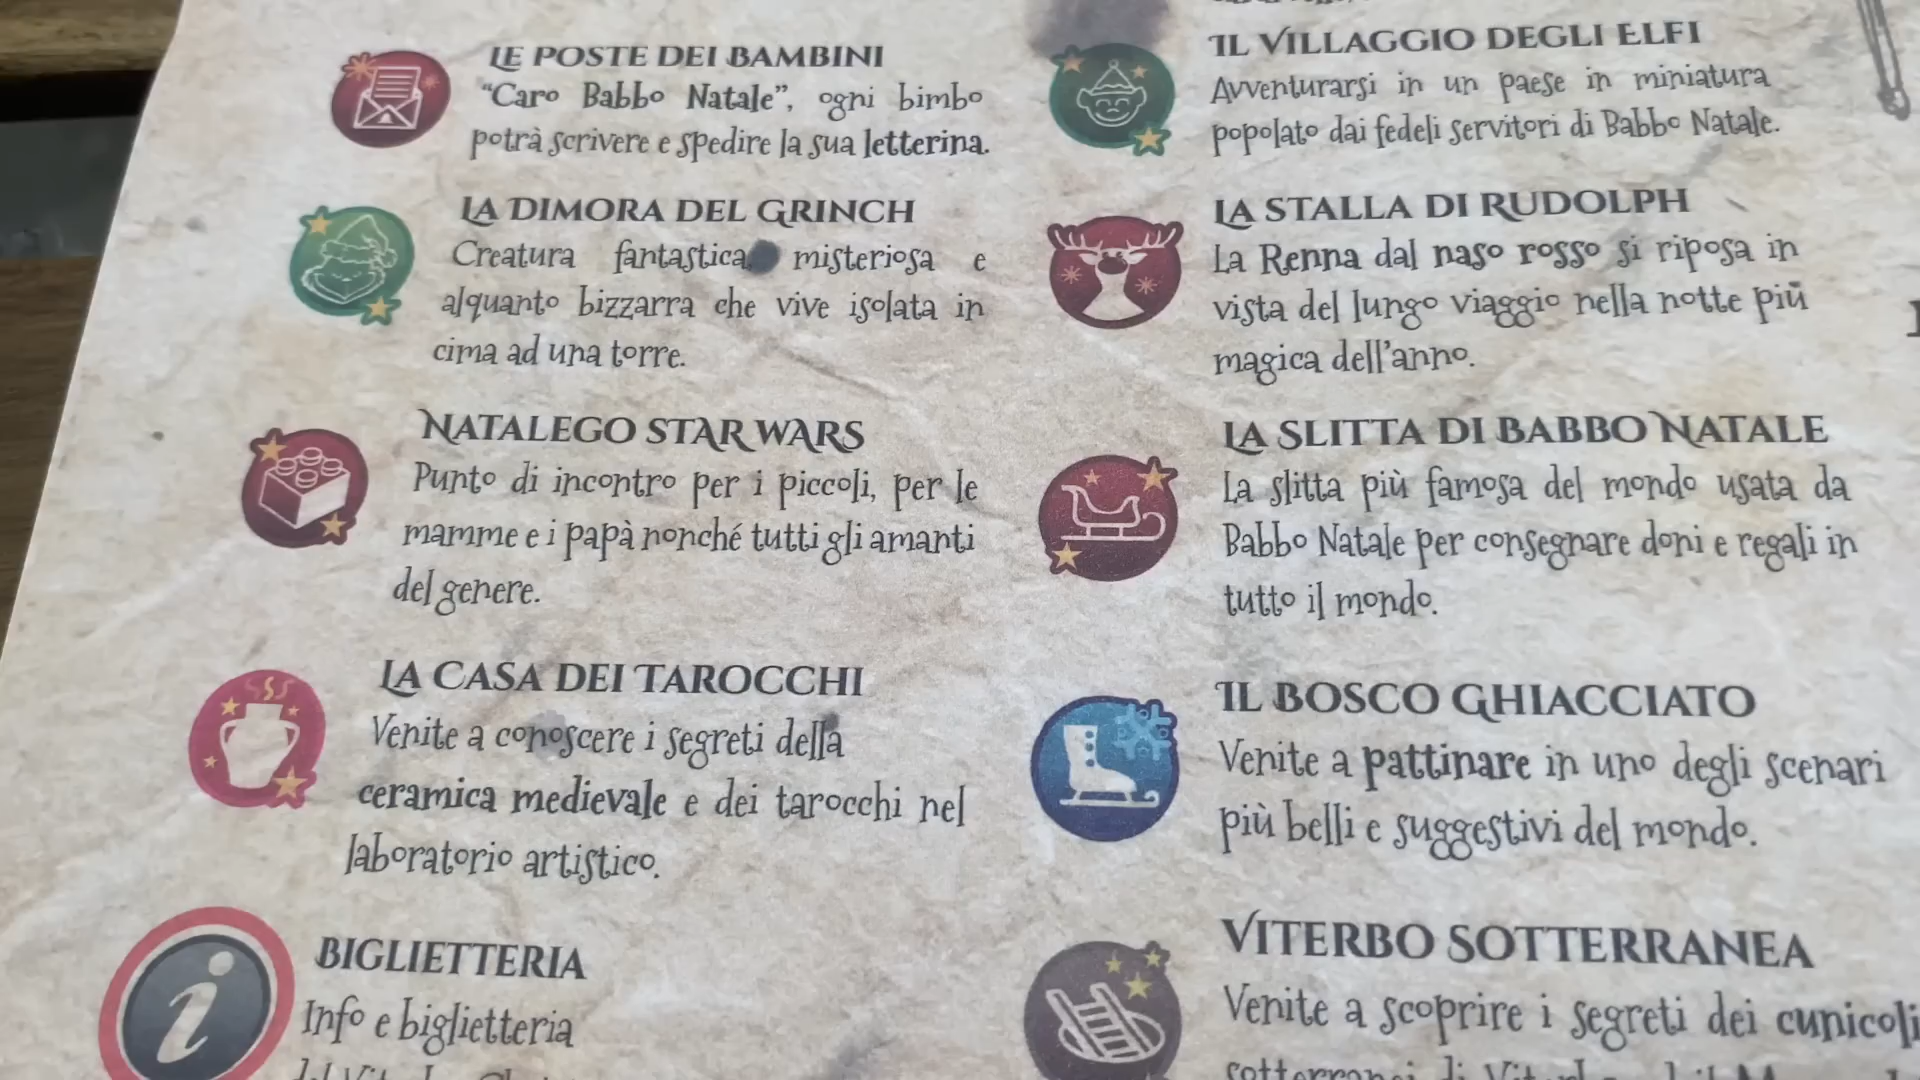 LE POSTE DEI BAMBINI
"Caro Babbo Natale", ogni bimbo
potrà scrivere e spedire la sua letterina.
LA DIMORA DEL GRINCH
Creatura fantastica, misteriosa e
alquanto bizzarra che vive isolata in
cima ad una torre.
NATALEGO STAR WARS
Punto di incontro per i piccoli, per le
mamme e i papà nonché tutti gli amanti
del genere.
LA CASA DEI TAROCCHI
Venite a conoscere i segreti della
ceramica medievale e dei tarocchi nel
laboratorio artistico.
BIGLIETTERIA
Info e biglietteria
IL VILLAGGIO DEGLI ELFI
Avventurarsi in un paese in miniatura
popolato dai fedeli servitori di Babbo Natale.
LA STALLA DI RUDOLPH
La Renna dal naso rosso si riposa in
vista del lungo viaggio nella notte più
magica dell'anno.
LA SLITTA DI BABBO NATALE
La slitta più famosa del mondo usata da
Babbo Natale per consegnare doni e regali in
tutto il mondo.
IL BOSCO GHIACCIATO
Venite a pattinare in uno degli scenari
più belli e suggestivi del mondo.
VITERBO SOTTERRANEA
Venite a scoprire i segreti dei cunicoli